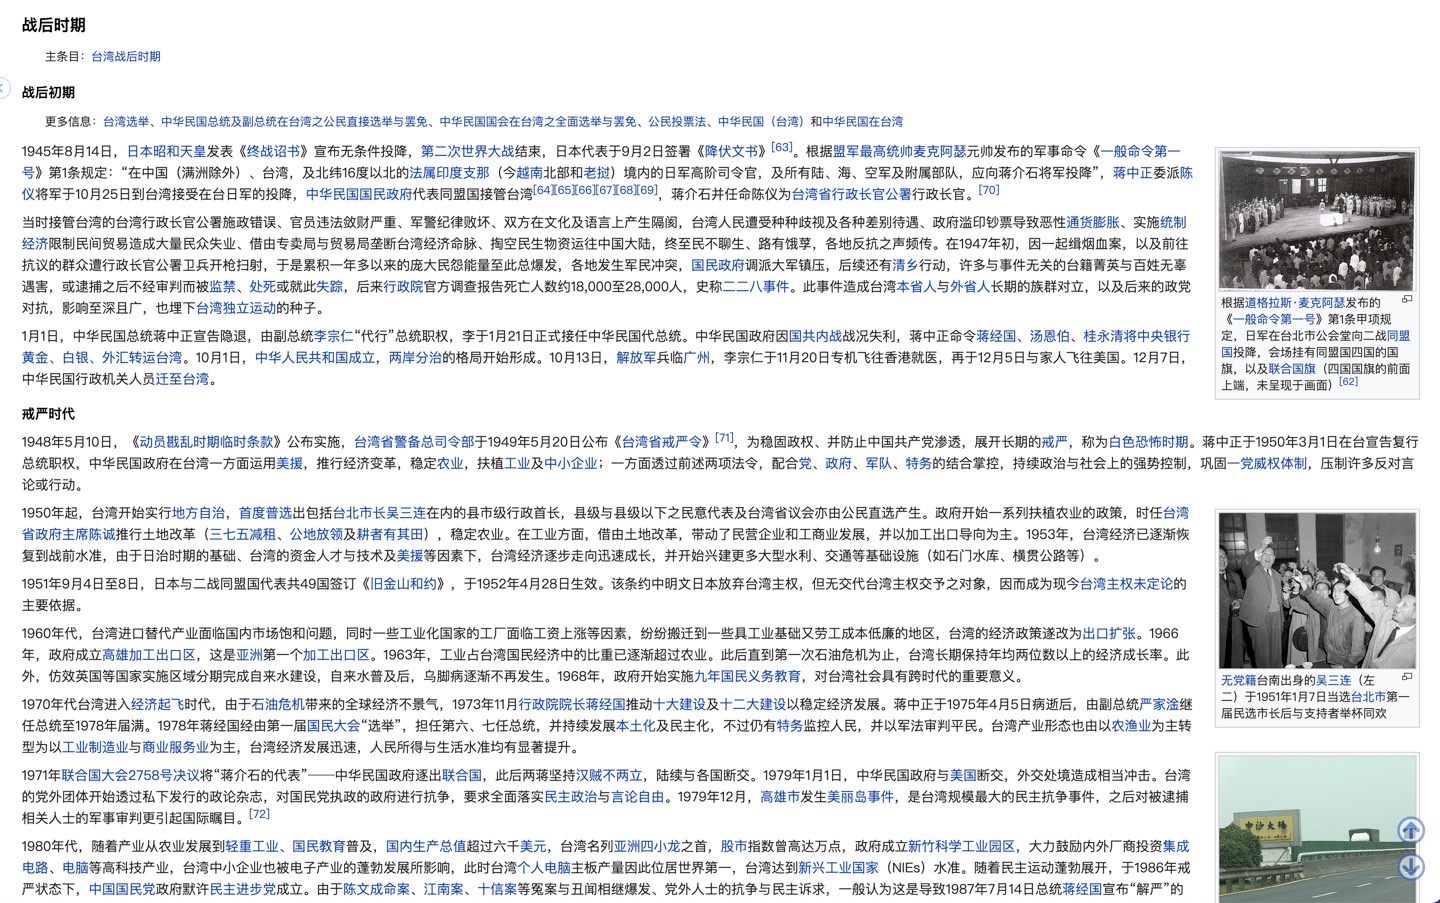 战后时期
主条目：台湾战后时期
战后初期
更多信息：台湾选举、中华民国总统及副总统在台湾之公民直接选举与罢免、中华民国国会在台湾之全面选举与罢免、公民投票法、中华民国（台湾）和中华民国在台湾
1945年8月14日，日本昭和天皇发表《终战诏书》宣布无条件投降，第二次世界大战结束，日本代表于9月2日签署《降伏文书》[63]。根据盟军最高统帅麦克阿瑟元帅发布的军事命令《一般命令第一
号》第1条规定：“在中国（满洲除外）、台湾，及北纬16度以北的法属印度支那（今越南北部和老挝）境内的日军高阶司令官，及所有陆、海、空军及附属部队，应向蒋介石将军投降”，蒋中正委派陈
仪将军于10月25日到台湾接受在台日军的投降，中华民国国民政府代表同盟国接管台湾[64][65][66][67][68][69]，蒋介石并任命陈仪为台湾省行政长官公署行政长官。[70]
当时接管台湾的台湾行政长官公署施政错误、官员违法敛财严重、军警纪律败坏、双方在文化及语言上产生隔阂，台湾人民遭受种种歧视及各种差别待遇、政府滥印钞票导致恶性通货膨胀、实施统制
经济限制民间贸易造成大量民众失业、借由专卖局与贸易局垄断台湾经济命脉、掏空民生物资运往中国大陆，终至民不聊生、路有饿莩，各地反抗之声频传。在1947年初，因一起缉烟血案，以及前往
抗议的群众遭行政长官公署卫兵开枪扫射，于是累积一年多以来的庞大民怨能量至此总爆发，各地发生军民冲突，国民政府调派大军镇压，后续还有清乡行动，许多与事件无关的台籍菁英与百姓无辜
遇害，或逮捕之后不经审判而被监禁、处死或就此失踪，后来行政院官方调查报告死亡人数约18,000至28,000人，史称二二八事件。此事件造成台湾本省人与外省人长期的族群对立，以及后来的政党
对抗，影响至深且广，也埋下台湾独立运动的种子。
1月1日，中华民国总统蒋中正宣告隐退，由副总统李宗仁“代行”总统职权，李于1月21日正式接任中华民国代总统。中华民国政府因国共内战战况失利，蒋中正命令蒋经国、汤恩伯、桂永清将中央银行
黄金、白银、外汇转运台湾。10月1日，中华人民共和国成立，两岸分治的格局开始形成。10月13日，解放军兵临广州，李宗仁于11月20日专机飞往香港就医，再于12月5日与家人飞往美国。12月7日，
中华民国行政机关人员迁至台湾。
根据道格拉斯·麦克阿瑟发布的
《一般命令第一号》第1条甲项规
定，日军在台北市公会堂向二战同盟
国投降，会场挂有同盟国四国的国
旗，以及联合国旗（四国国旗的前面
上端，未呈现于画面）[62]
戒严时代
1948年5月10日，《动员戡乱时期临时条款》公布实施，台湾省警备总司令部于1949年5月20日公布《台湾省戒严令》[71]，为稳固政权、并防止中国共产党渗透，展开长期的戒严，称为白色恐怖时期。蒋中正于1950年3月1日在台宣告复行
总统职权，中华民国政府在台湾一方面运用美援，推行经济变革，稳定农业，扶植工业及中小企业；一方面透过前述两项法令，配合党、政府、军队、特务的结合掌控，持续政治与社会上的强势控制，巩固一党威权体制，压制许多反对言
论或行动。
1950年起，台湾开始实行地方自治，首度普选出包括台北市长吴三连在内的县市级行政首长，县级与县级以下之民意代表及台湾省议会亦由公民直选产生。政府开始一系列扶植农业的政策，时任台湾
省政府主席陈诚推行土地改革（三七五减租、公地放领及耕者有其田），稳定农业。在工业方面，借由土地改革，带动了民营企业和工商业发展，并以加工出口导向为主。1953年，台湾经济已逐渐恢
复到战前水准，由于日治时期的基础、台湾的资金人才与技术及美援等因素下，台湾经济逐步走向迅速成长，并开始兴建更多大型水利、交通等基础设施（如石门水库、横贯公路等）。
1951年9月4日至8日，日本与二战同盟国代表共49国签订《旧金山和约》，于1952年4月28日生效。该条约中明文日本放弃台湾主权，但无交代台湾主权交予之对象，因而成为现今台湾主权未定论的
主要依据。
1960年代，台湾进口替代产业面临国内市场饱和问题，同时一些工业化国家的工厂面临工资上涨等因素，纷纷搬迁到一些具工业基础又劳工成本低廉的地区，台湾的经济政策遂改为出口扩张。1966
年，政府成立高雄加工出口区，这是亚洲第一个加工出口区。1963年，工业占台湾国民经济中的比重已逐渐超过农业。此后直到第一次石油危机为止，台湾长期保持年均两位数以上的经济成长率。此
外，仿效英国等国家实施区域分期完成自来水建设，自来水普及后，乌脚病逐渐不再发生。1968年，政府开始实施九年国民义务教育，对台湾社会具有跨时代的重要意义。
无党籍台南出身的吴三连（左
二）于1951年1月7日当选台北市第一
届民选市长后与支持者举杯同欢
1970年代台湾进入经济起飞时代，由于石油危机带来的全球经济不景气，1973年11月行政院院长蒋经国推动十大建设及十二大建设以稳定经济发展。蒋中正于1975年4月5日病逝后，由副总统严家淦继
任总统至1978年届满。1978年蒋经国经由第一届国民大会“选举”，担任第六、七任总统，并持续发展本土化及民主化，不过仍有特务监控人民，并以军法审判平民。台湾产业形态也由以农渔业为主转
型为以工业制造业与商业服务业为主，台湾经济发展迅速，人民所得与生活水准均有显著提升。
1971年联合国大会2758号决议将“蒋介石的代表”——中华民国政府逐出联合国，此后两蒋坚持汉贼不两立，陆续与各国断交。1979年1月1日，中华民国政府与美国断交，外交处境造成相当冲击。台湾
的党外团体开始透过私下发行的政论杂志，对国民党执政的政府进行抗争，要求全面落实民主政治与言论自由。1979年12月，高雄市发生美丽岛事件，是台湾规模最大的民主抗争事件，之后对被逮捕
相关人士的军事审判更引起国际瞩目。[72]
1980年代，随着产业从农业发展到轻重工业、国民教育普及，国内生产总值超过六千美元，台湾名列亚洲四小龙之首，股市指数曾高达万点，政府成立新竹科学工业园区，大力鼓励内外厂商投资集成
电路、电脑等高科技产业，台湾中小企业也被电子产业的蓬勃发展所影响，此时台湾个人电脑主板产量因此位居世界第一，台湾达到新兴工业国家（NIEs）水准。随着民主运动蓬勃展开，于1986年戒
严状态下，中国国民党政府默许民主进步党成立。由于陈文成命案、江南案、十信案等冤案与丑闻相继爆发、党外人士的抗争与民主诉求，一般认为这是导致1987年7月14日总统蒋经国宣布“解严”的
中沙大桥